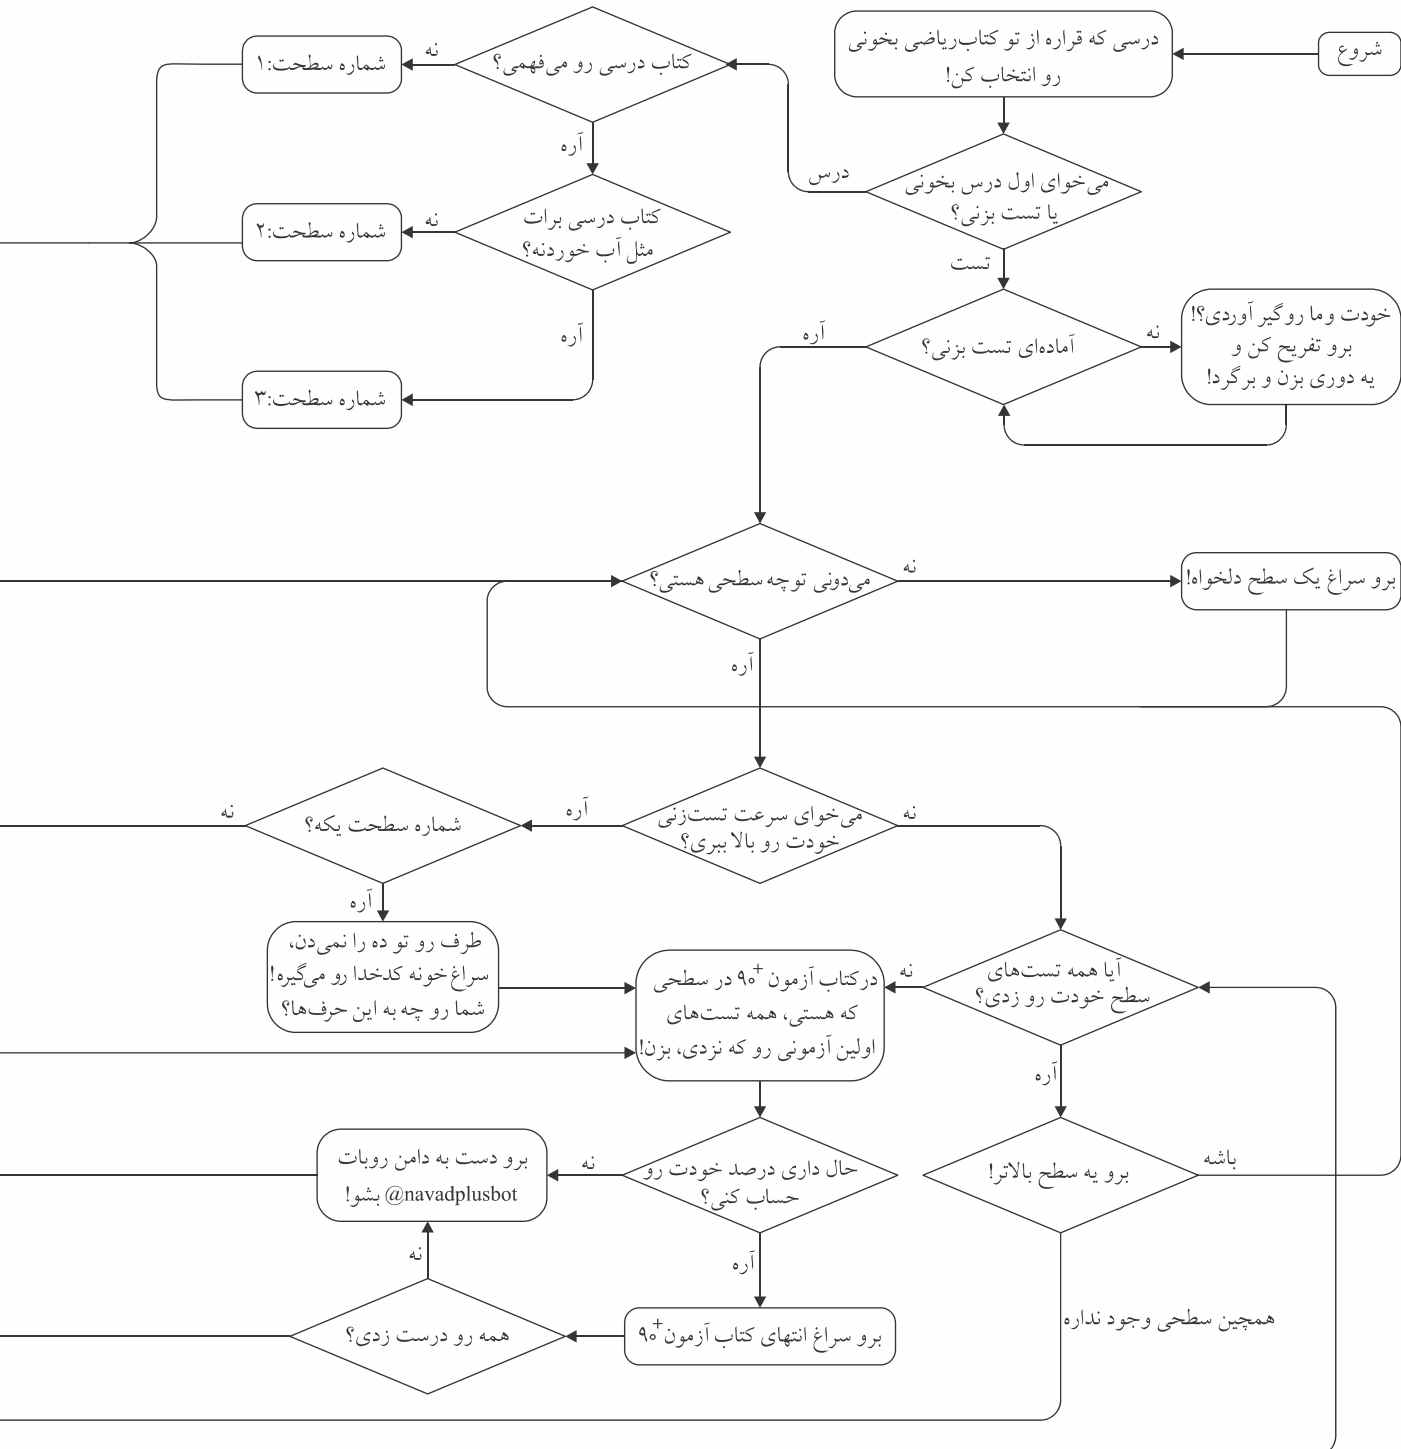 شروع
درسی که قراره از تو کتاب‌ریاضی بخونی
رو انتخاب کن!
می‌خوای اول درس بخونی
یا تست بزنی؟
درس
تست
کتاب درسی رو می‌فهمی؟
نه
شماره سطحت:۱
آره
کتاب درسی برات
مثل آب خوردنه؟
نه
شماره سطحت:۲
آره
شماره سطحت:۳
آماده‌ای تست بزنی؟
نه
خودت وما روگیر آوردی؟!
برو تفریح کن و
یه دوری بزن و برگرد!
آره
می‌دونی توچه سطحی هستی؟
نه
برو سراغ یک سطح دلخواه!
آره
می‌خوای سرعت تست‌زنی
خودت رو بالا ببری؟
نه
آره
شماره سطحت یکه؟
نه
آره
طرف رو تو ده را نمی‌دن،
سراغ‌خونه کدخدا رو می‌گیره!
شما رو چه به این حرف‌ها؟
آیا همه تست‌های
سطح خودت رو زدی؟
نه
درکتاب آزمون ۹۰+ در سطحی
که هستی، همه تست‌های
اولین آزمونی رو که نزدی، بزن!
آره
برو یه سطح بالاتر!
باشه
همچین سطحی وجود نداره
حال داری درصد خودت رو
حساب کنی؟
نه
برو دست به دامن روبات
@navadplusbot بشو!
آره
برو سراغ انتهای کتاب آزمون۹۰+
همه رو درست زدی؟
نه